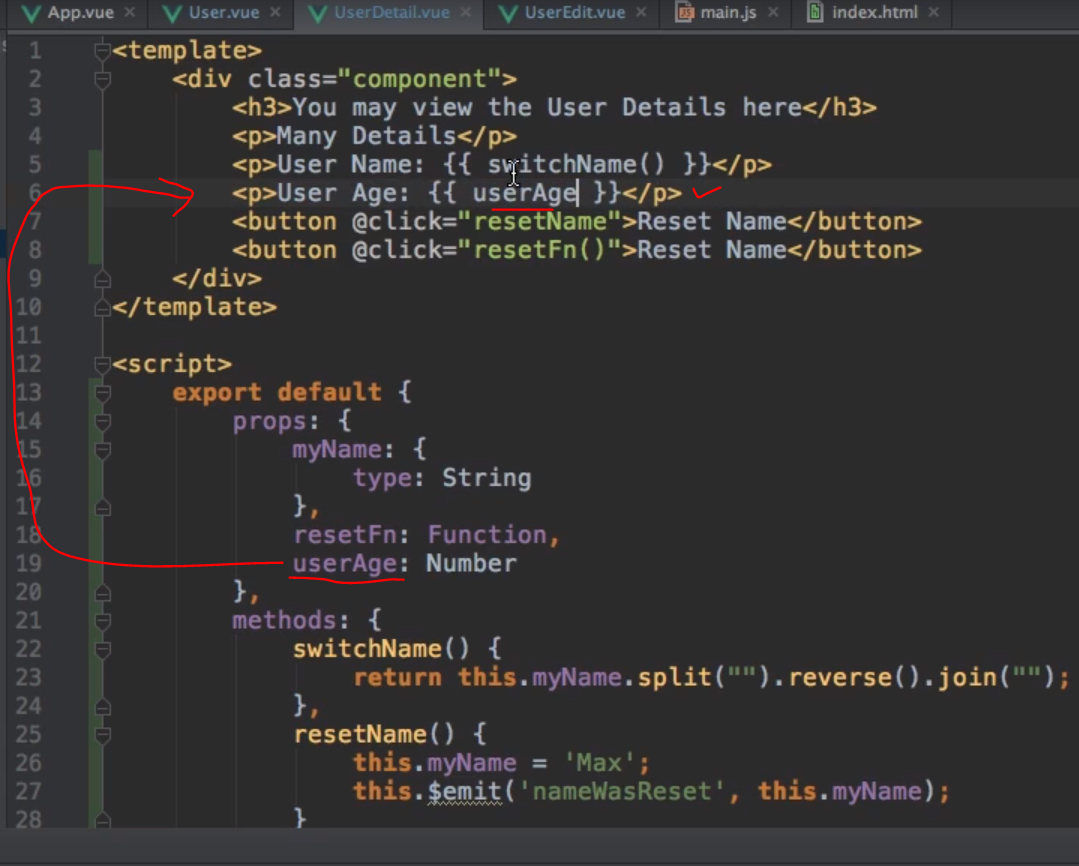 App.vue × User.vue × UserDetail.vue × UserEdit.vue × main.js × index.html ×
1 <template>
2 <div class="component">
3 <h3>You may view the User Details here</h3>
4 <p>Many Details</p>
5 <p>User Name: {{ switchName() }}</p>
6 <p>User Age: {{ userAge }}</p>
7 <button @click="resetName">Reset Name</button>
8 <button @click="resetFn()">Reset Name</button>
9 </div>
10 </template>
11
12 <script>
13 export default {
14 props: {
15 myName: {
16 type: String
17 },
18 resetFn: Function,
19 userAge: Number
20 },
21 methods: {
22 switchName() {
23 return this.myName.split("").reverse().join("");
24 },
25 resetName() {
26 this.myName = 'Max';
27 this.$emit('nameWasReset', this.myName);
28 }